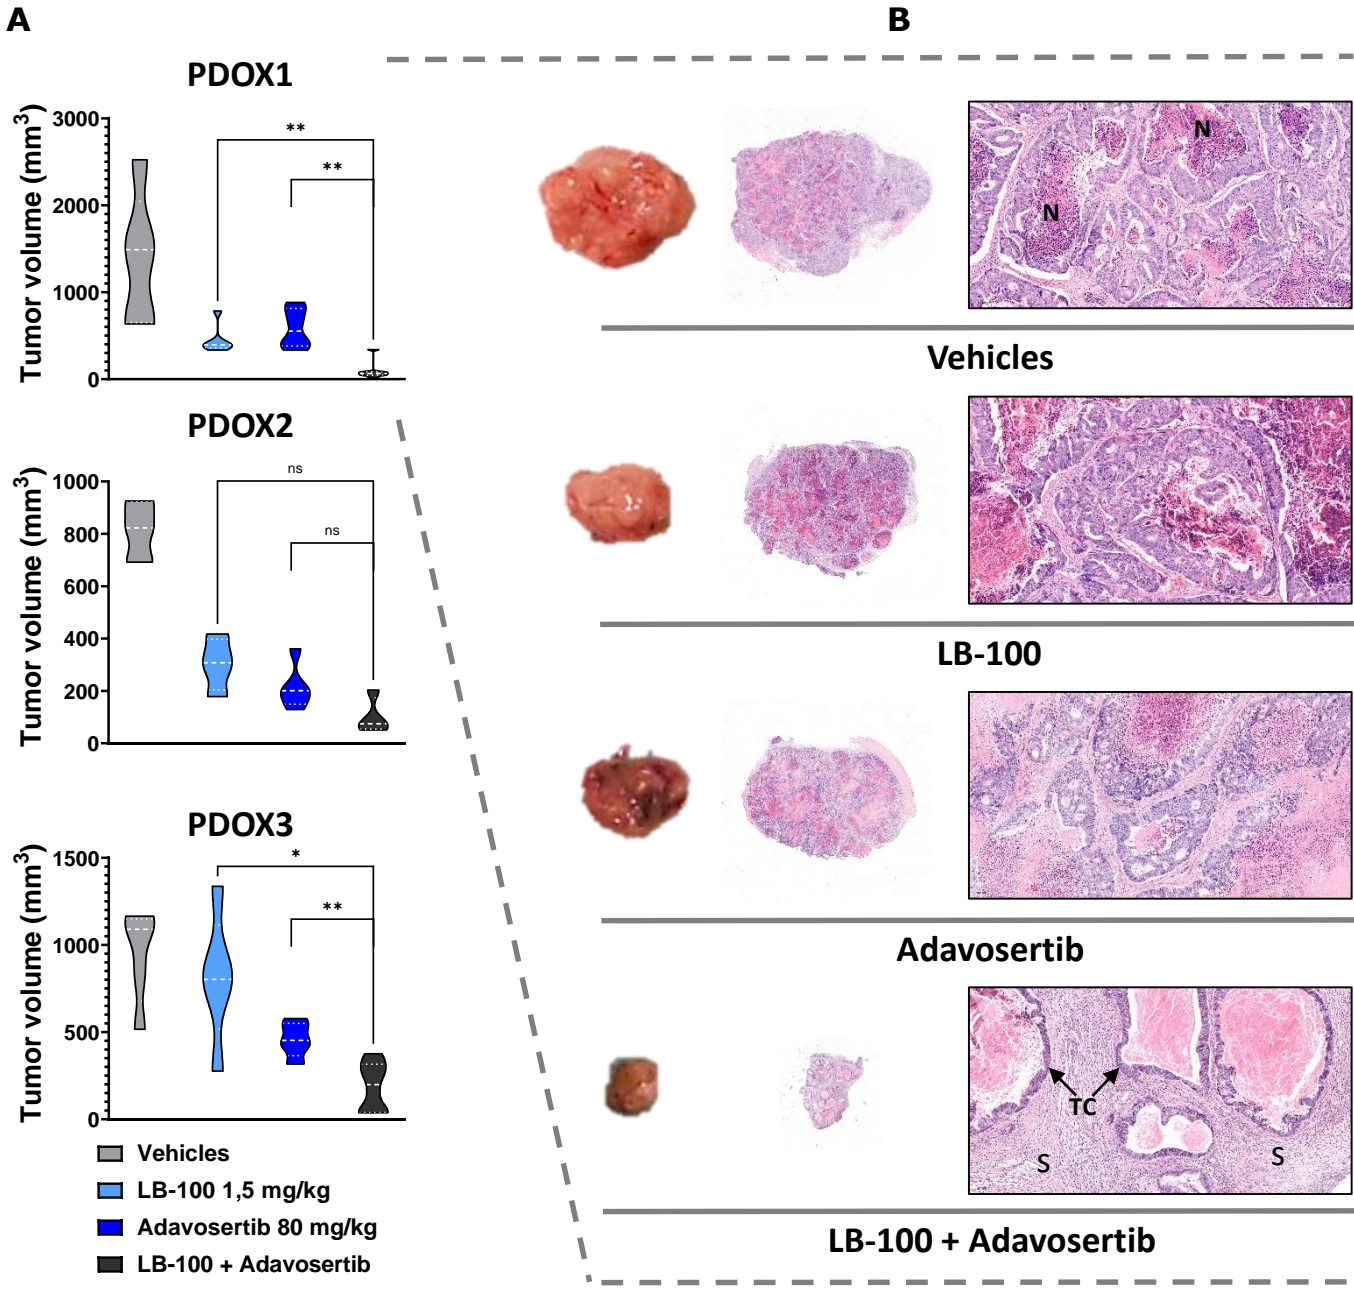 A
B
PDOX1
Tumor volume (mm³)
3000
2000
1000
0
**
**
PDOX2
Tumor volume (mm³)
1000
800
600
400
200
0
ns
ns
PDOX3
Tumor volume (mm³)
1500
1000
500
0
*
**
Vehicles
LB-100 1,5 mg/kg
Adavosertib 80 mg/kg
LB-100 + Adavosertib
N
N
Vehicles
LB-100
Adavosertib
TC
S
S
LB-100 + Adavosertib